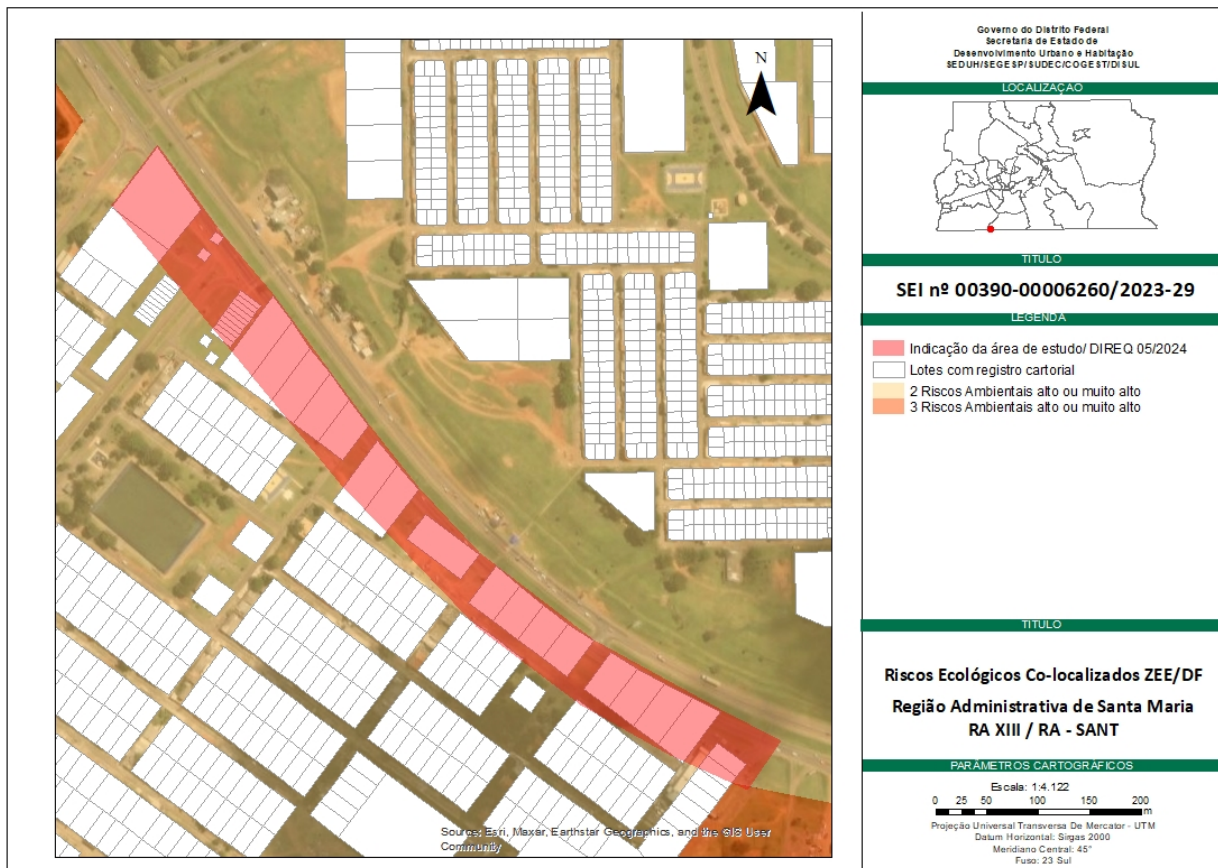 N
Source: Esri, Maxar, Earthstar Geographics, and the GIS User
Community
Governo do Distrito Federal
Secretaria de Estado de
Desenvolvimento Urbano e Habitação
SEDUH/SEGESP/SUDEC/COGEST/DISUL
LOCALIZAÇAO
TITULO
SEI nº 00390-00006260/2023-29
LEGENDA
Indicação da área de estudo/ DIREQ 05/2024
Lotes com registro cartorial
2 Riscos Ambientais alto ou muito alto
3 Riscos Ambientais alto ou muito alto
TITULO
Riscos Ecológicos Co-localizados ZEE/DF
Região Administrativa de Santa Maria
RA XIII / RA - SANT
PARÂMETROS CARTOGRÁFICOS
Escala: 1:4.122
0 25 50 100 150 200
m
Projeção Universal Transversa De Mercator - UTM
Datum Horizontal: Sirgas 2000
Meridiano Central: 45°
Fuso: 23 Sul